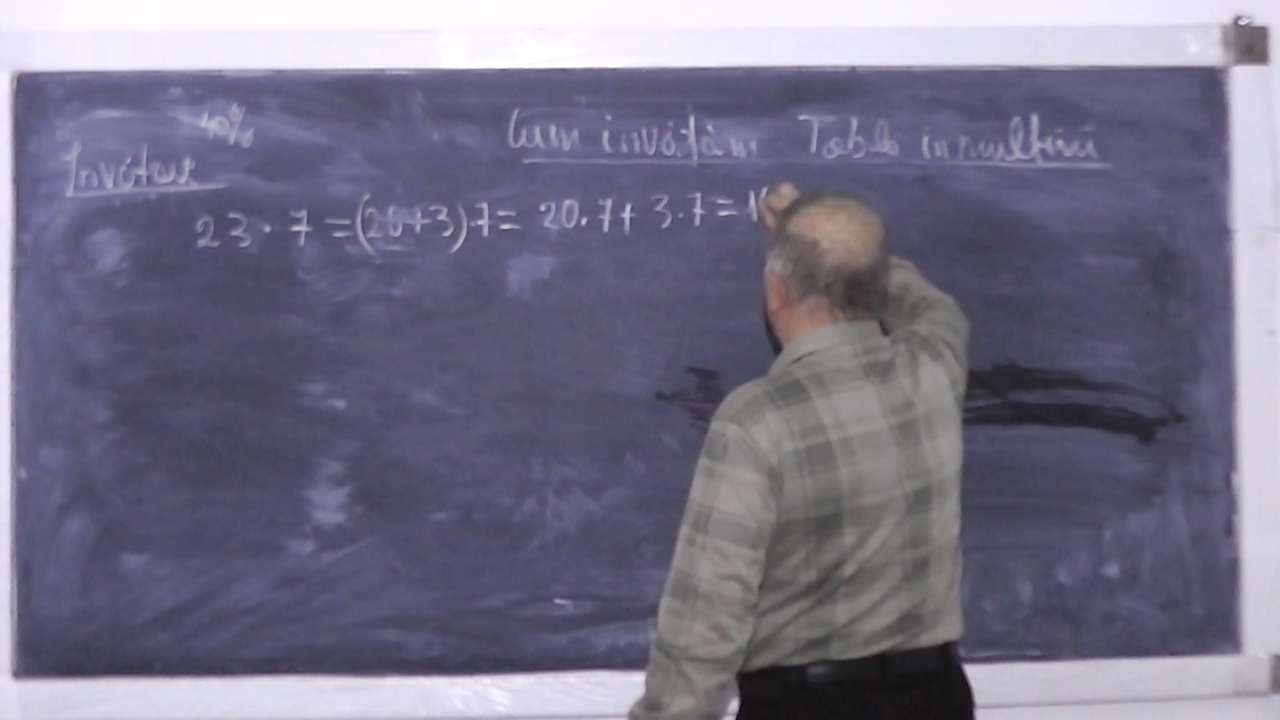 40%
Cum învățăm Tabla înmulțirii
Învățare
23 · 7 = (20+3)·7 = 20·7 + 3·7 = 1